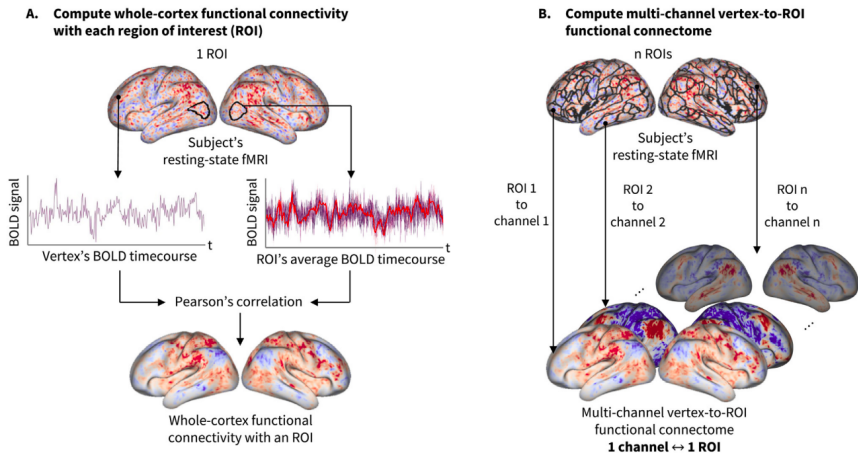 A. Compute whole-cortex functional connectivity
with each region of interest (ROI)
1 ROI
Subject's
resting-state fMRI
BOLD signal
t
Vertex's BOLD timecourse
BOLD signal
t
ROI's average BOLD timecourse
Pearson's correlation
Whole-cortex functional
connectivity with an ROI
B. Compute multi-channel vertex-to-ROI
functional connectome
n ROIs
Subject's
resting-state fMRI
ROI 1
to
channel 1
ROI 2
to
channel 2
ROI n
to
channel n
...
...
Multi-channel vertex-to-ROI
functional connectome
1 channel ↔ 1 ROI